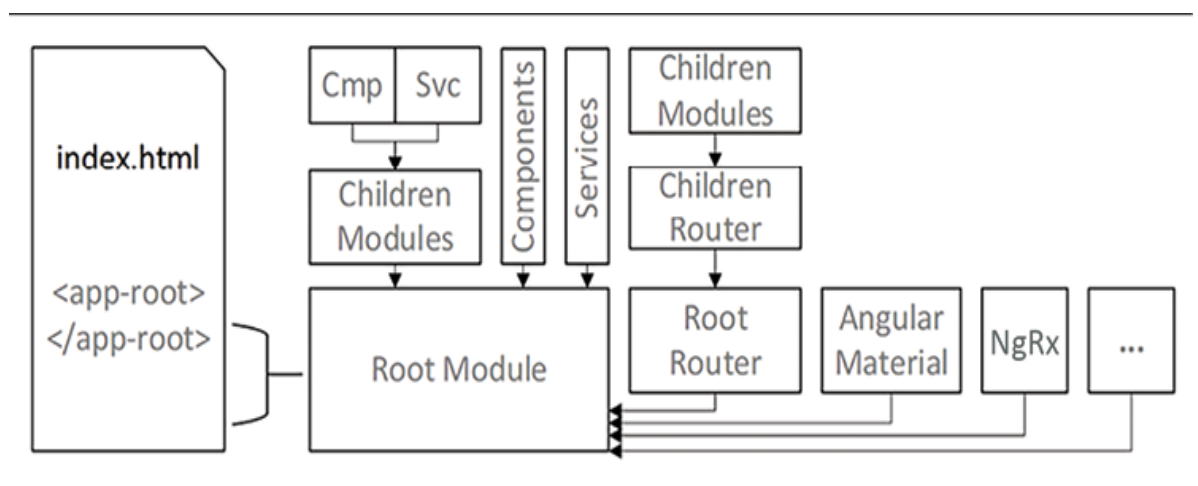 index.html
<app-root>
</app-root>
Cmp
Svc
Children
Modules
Components
Services
Children
Modules
Children
Router
Root Module
Root
Router
Angular
Material
NgRx
...